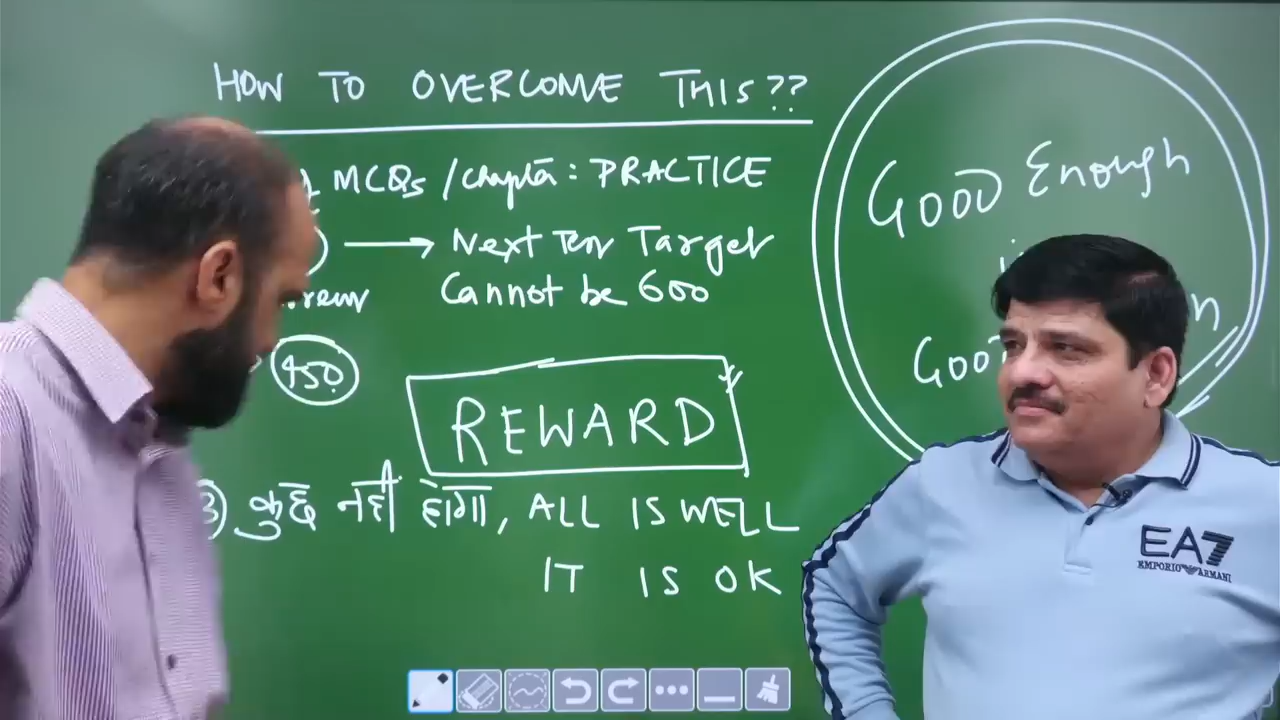 HOW TO OVERCOME THIS??
MCQs /Chapter: PRACTICE
→ Next Test Target
Cannot be 600
450
REWARD
3) कुछ नहीं होगा, ALL IS WELL
IT IS OK
GOOD Enough
EA7
EMPORIO ARMANI